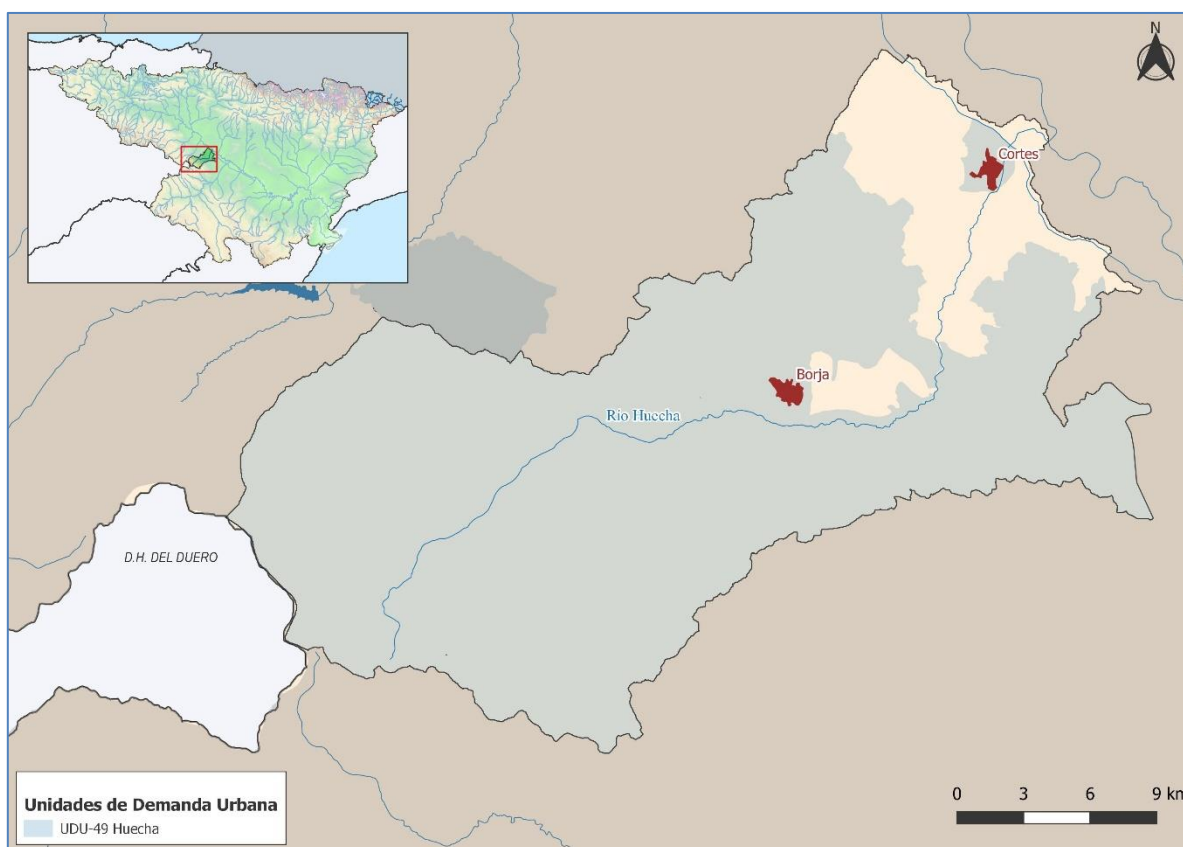 N
Cortes
Borja
Río Huecha
D.H. DEL DUERO
Unidades de Demanda Urbana
UDU-49 Huecha
0 3 6 9 km